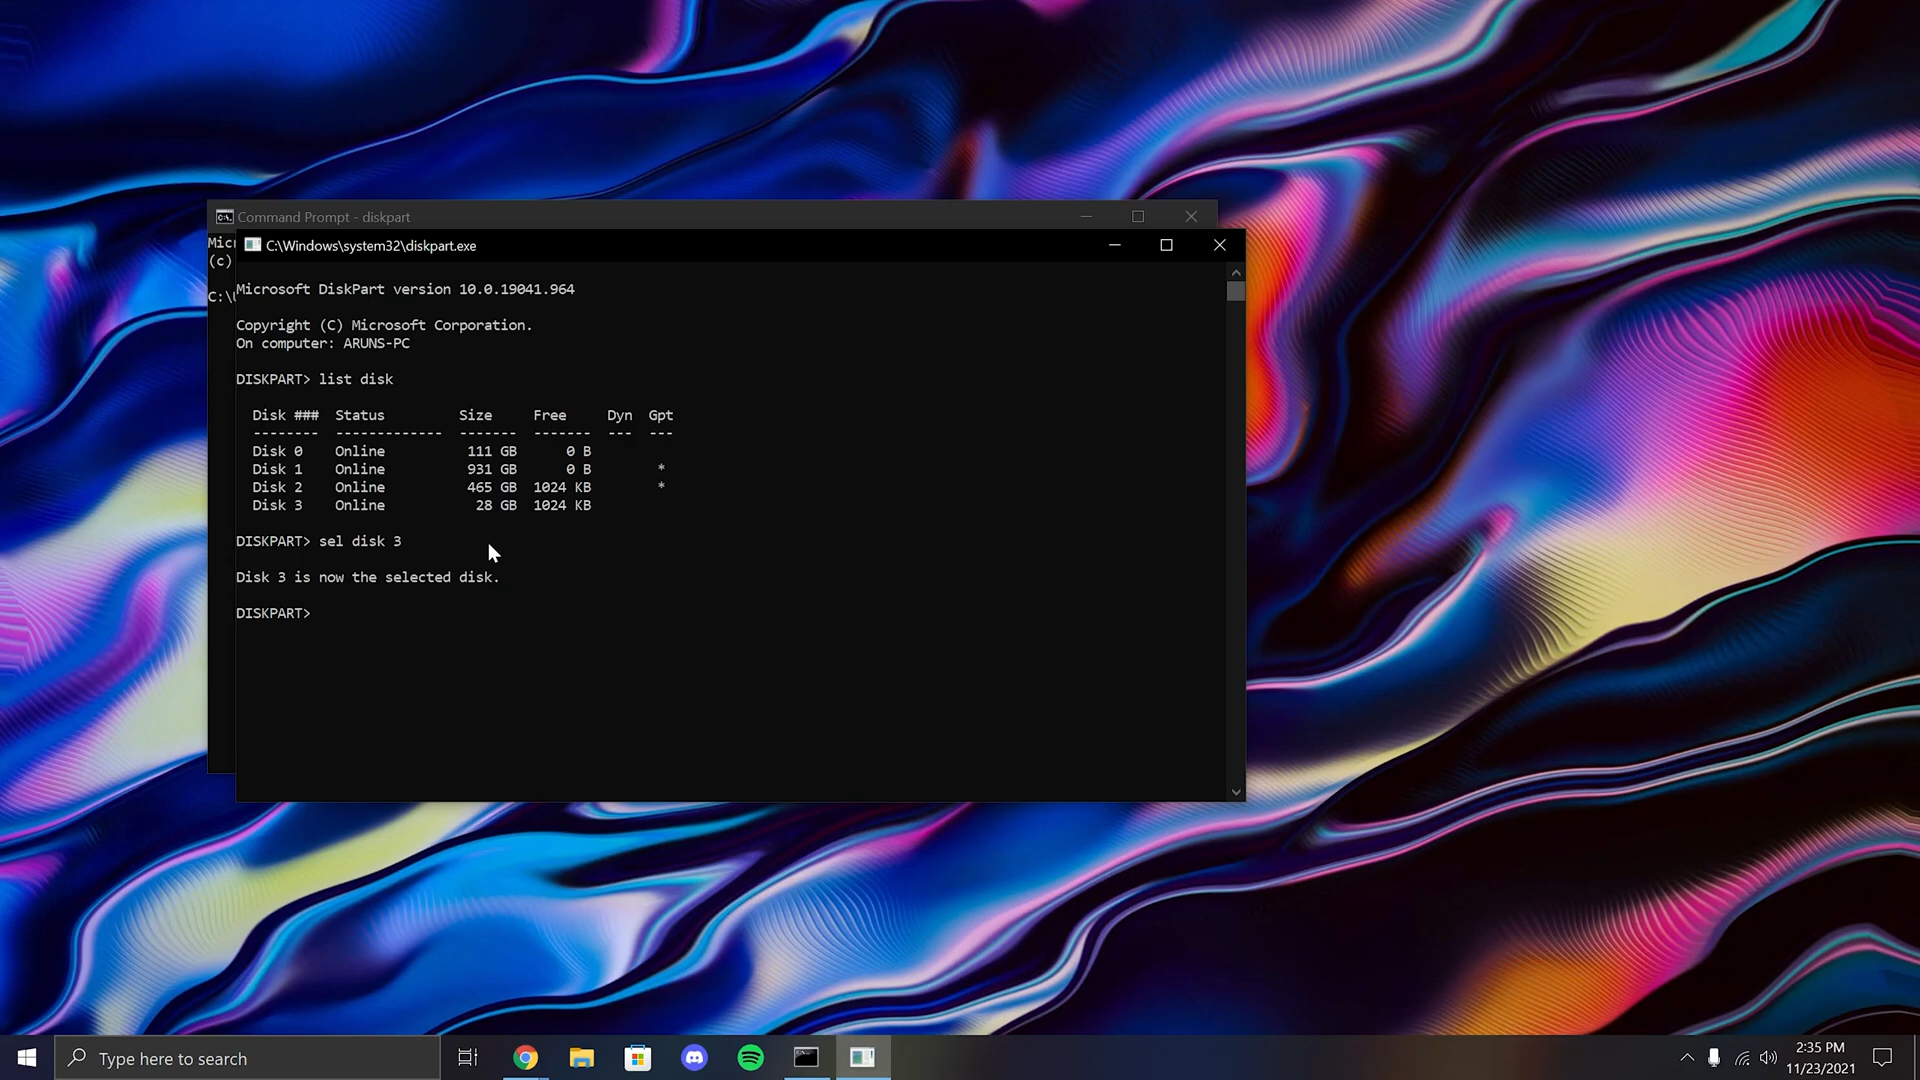 Command Prompt - diskpart
Micr
(c)
C:\U
C:\Windows\system32\diskpart.exe
Microsoft DiskPart version 10.0.19041.964
Copyright (C) Microsoft Corporation.
On computer: ARUNS-PC
DISKPART> list disk
Disk ### Status Size Free Dyn Gpt
-------- ------------- ------- ------- --- ---
Disk 0 Online 111 GB 0 B
Disk 1 Online 931 GB 0 B *
Disk 2 Online 465 GB 1024 KB *
Disk 3 Online 28 GB 1024 KB
DISKPART> sel disk 3
Disk 3 is now the selected disk.
DISKPART>
Type here to search
2:35 PM
11/23/2021